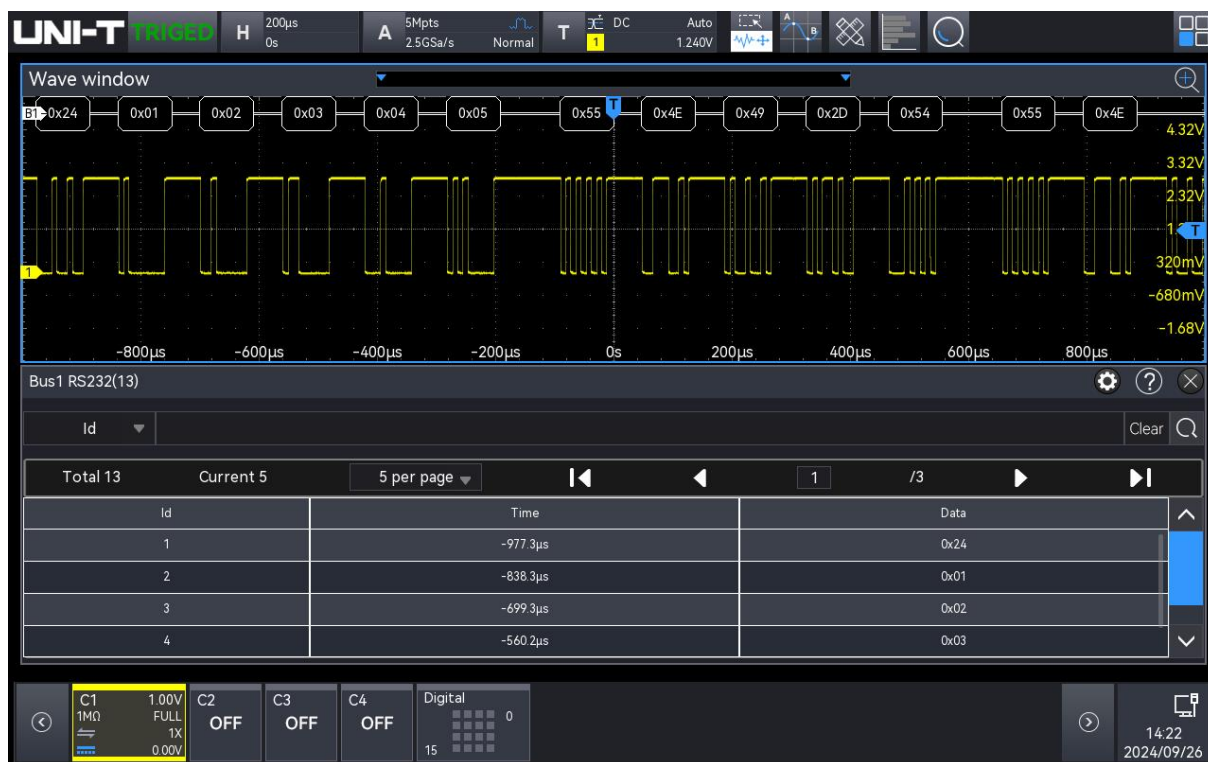 UNI-T TRIGED H 200μs 0s A 5Mpts 2.5GSa/s Normal T DC 1 Auto 1.240V A B
Wave window
B1 0x24 0x01 0x02 0x03 0x04 0x05 0x55 T 0x4E 0x49 0x2D 0x54 0x55 0x4E
4.32V
3.32V
2.32V
T
1 320mV
-680mV
-1.68V
-800μs -600μs -400μs -200μs 0s 200μs 400μs 600μs 800μs
Bus1 RS232(13) ?
Id Clear
Total 13 Current 5 5 per page 1 /3
Id Time Data
1 -977.3μs 0x24
2 -838.3μs 0x01
3 -699.3μs 0x02
4 -560.2μs 0x03
C1 1.00V C2 C3 C4 Digital
1MΩ FULL OFF OFF OFF 0
1X
0.00V 15
14:22
2024/09/26